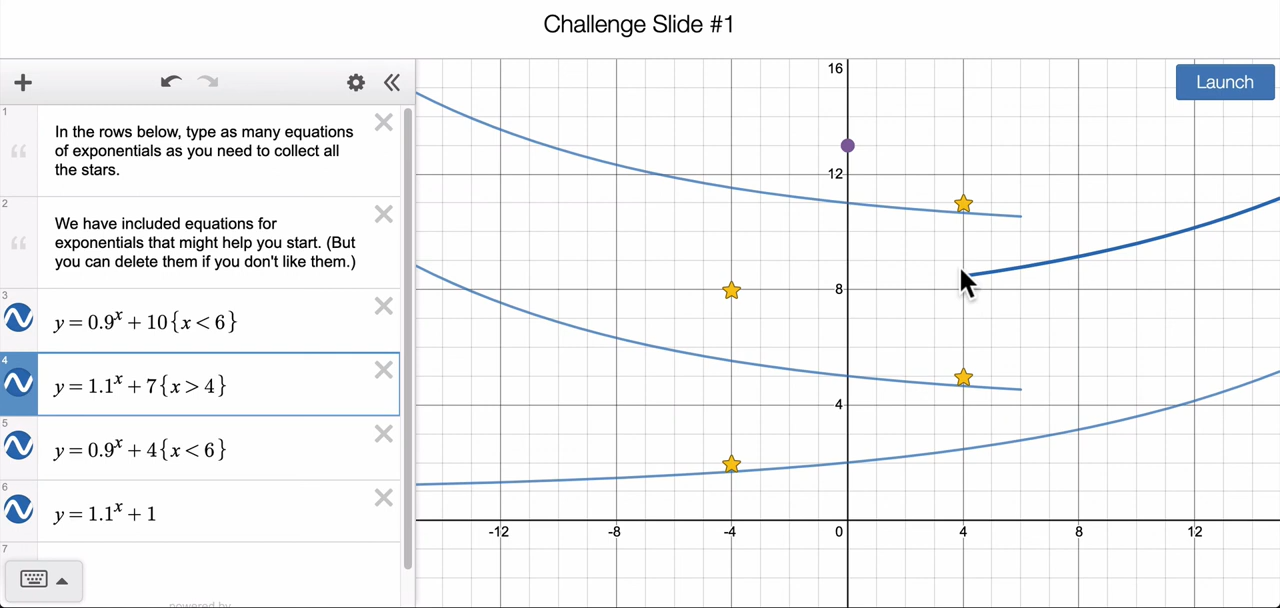 Challenge Slide #1
Launch
1
In the rows below, type as many equations
of exponentials as you need to collect all
the stars.
2
We have included equations for
exponentials that might help you start. (But
you can delete them if you don't like them.)
3
y = 0.9^x + 10 {x < 6}
4
y = 1.1^x + 7 {x > 4}
5
y = 0.9^x + 4 {x < 6}
6
y = 1.1^x + 1
7
powered by
16
12
8
4
-12 -8 -4 0 4 8 12